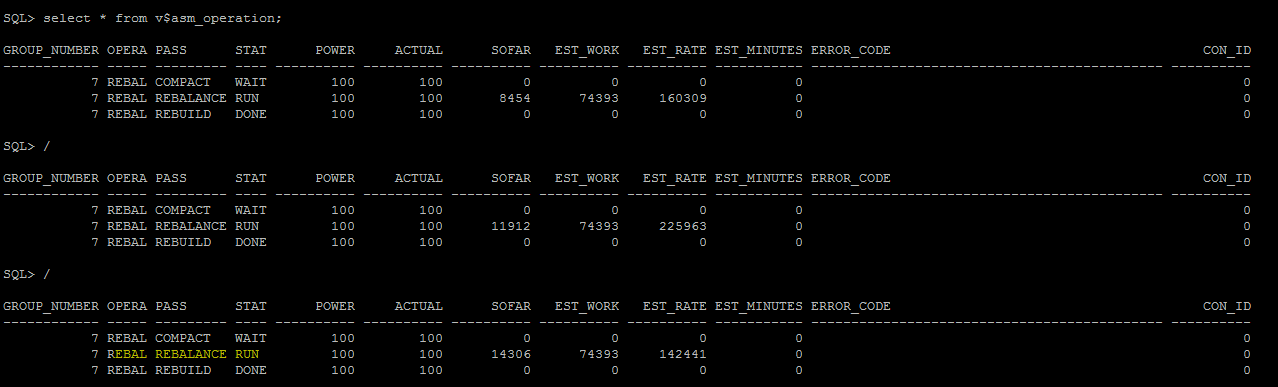 SQL> select * from v$asm_operation;
GROUP_NUMBER OPERA PASS      STAT      POWER     ACTUAL      SOFAR   EST_WORK   EST_RATE EST_MINUTES ERROR_CODE                                       CON_ID
------------ ----- --------- ---- ---------- ---------- ---------- ---------- ---------- ----------- -------------------------------------------- ----------
7 REBAL COMPACT   WAIT        100        100          0          0          0           0                                                       0
7 REBAL REBALANCE RUN         100        100       8454      74393     160309           0                                                       0
7 REBAL REBUILD   DONE        100        100          0          0          0           0                                                       0
SQL> /
GROUP_NUMBER OPERA PASS      STAT      POWER     ACTUAL      SOFAR   EST_WORK   EST_RATE EST_MINUTES ERROR_CODE                                       CON_ID
------------ ----- --------- ---- ---------- ---------- ---------- ---------- ---------- ----------- -------------------------------------------- ----------
7 REBAL COMPACT   WAIT        100        100          0          0          0           0                                                       0
7 REBAL REBALANCE RUN         100        100      11912      74393     225963           0                                                       0
7 REBAL REBUILD   DONE        100        100          0          0          0           0                                                       0
SQL> /
GROUP_NUMBER OPERA PASS      STAT      POWER     ACTUAL      SOFAR   EST_WORK   EST_RATE EST_MINUTES ERROR_CODE                                       CON_ID
------------ ----- --------- ---- ---------- ---------- ---------- ---------- ---------- ----------- -------------------------------------------- ----------
7 REBAL COMPACT   WAIT        100        100          0          0          0           0                                                       0
7 REBAL REBALANCE RUN         100        100      14306      74393     142441           0                                                       0
7 REBAL REBUILD   DONE        100        100          0          0          0           0                                                       0